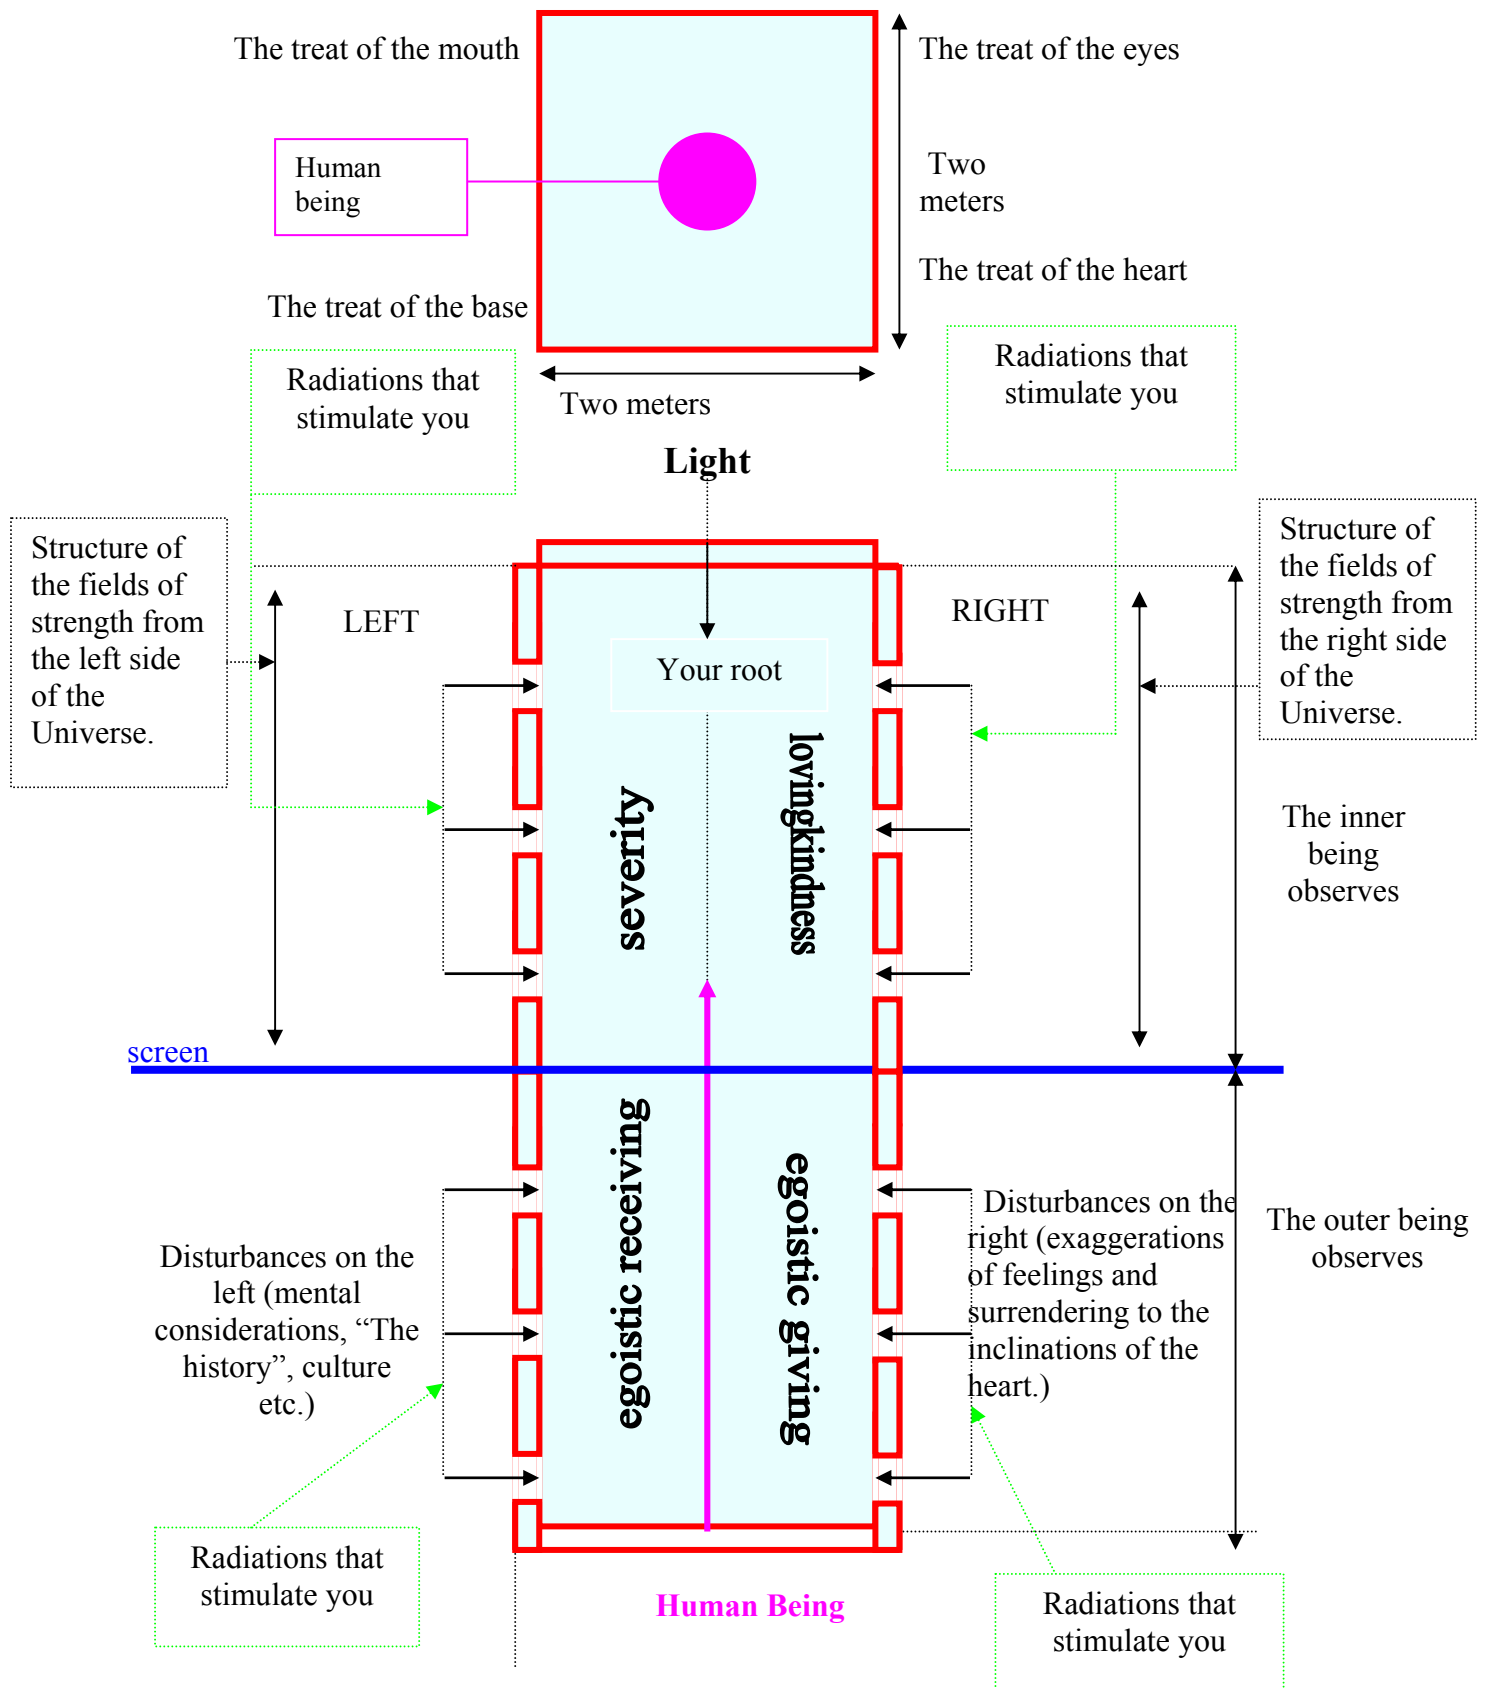 The treat of the mouth
The treat of the eyes
Human
being
Two
meters
The treat of the heart
The treat of the base
Two meters
Radiations that
stimulate you
Radiations that
stimulate you
Light
Structure of
the fields of
strength from
the left side
of the
Universe.
LEFT
Your root
RIGHT
Structure of
the fields of
strength from
the right side
of the
Universe.
severity
lovingkindness
The inner
being
observes
screen
egoistic receiving
egoistic giving
Disturbances on the
left (mental
considerations, “The
history”, culture
etc.)
Disturbances on the
right (exaggerations
of feelings and
surrendering to the
inclinations of the
heart.)
The outer being
observes
Radiations that
stimulate you
Human Being
Radiations that
stimulate you